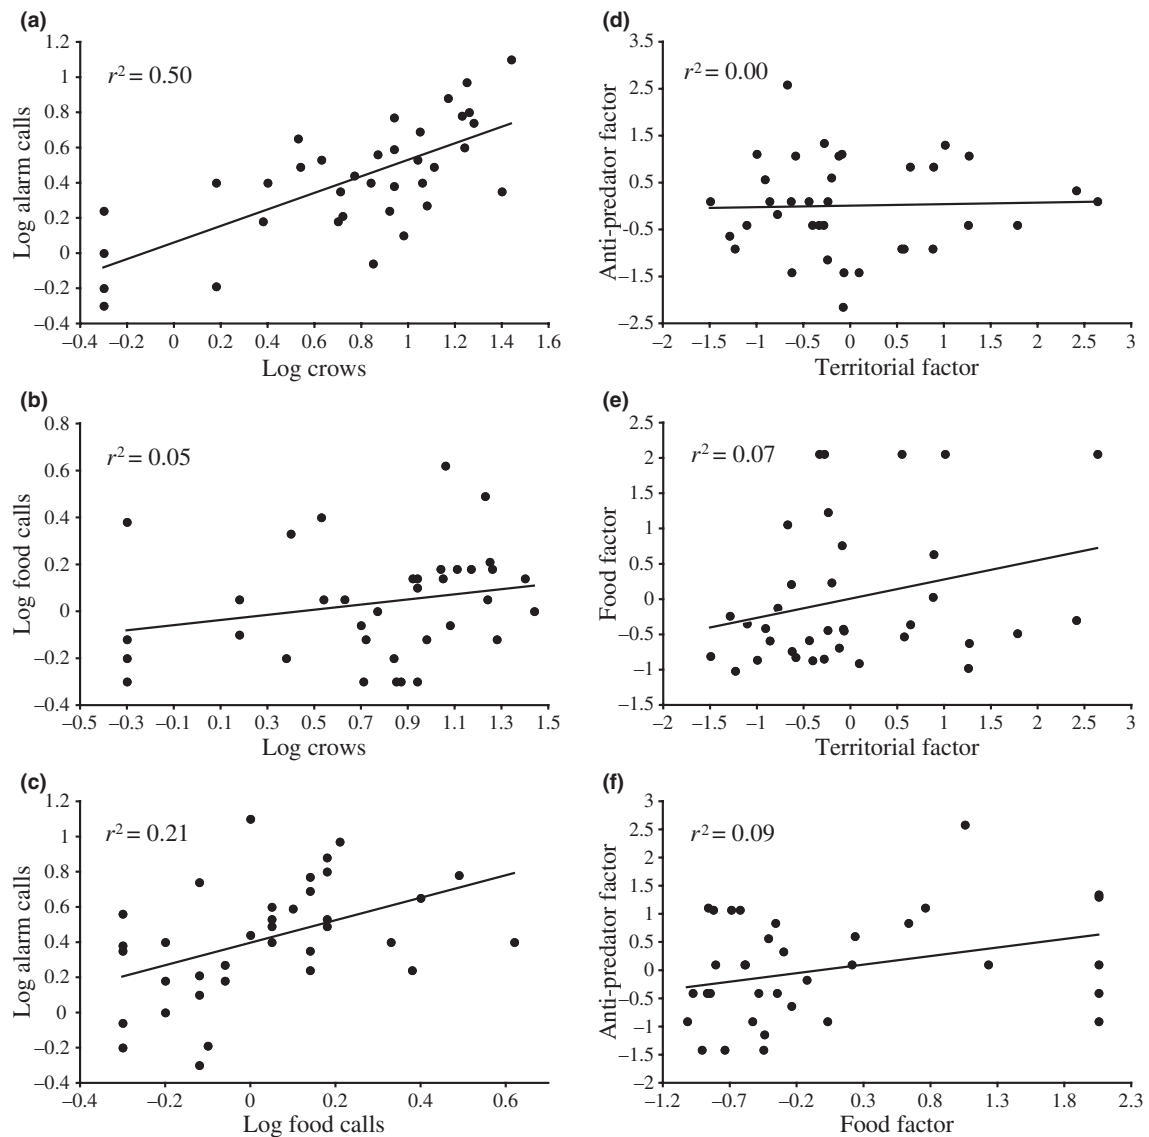 (a)
1.2
1
0.8
0.6
0.4
0.2
0
–0.2
–0.4
Log alarm calls
r² = 0.50
–0.4 –0.2 0 0.2 0.4 0.6 0.8 1 1.2 1.4 1.6
Log crows
(b)
0.8
0.6
0.4
0.2
0
–0.2
–0.4
Log food calls
r² = 0.05
–0.5 –0.3 –0.1 0.1 0.3 0.5 0.7 0.9 1.1 1.3 1.5
Log crows
(c)
1.2
1
0.8
0.6
0.4
0.2
0
–0.2
–0.4
Log alarm calls
r² = 0.21
–0.4 –0.2 0 0.2 0.4 0.6
Log food calls
(d)
3.5
2.5
1.5
0.5
–0.5
–1.5
–2.5
Anti-predator factor
r² = 0.00
–2 –1.5 –1 –0.5 0 0.5 1 1.5 2 2.5 3
Territorial factor
(e)
2.5
2
1.5
1
0.5
0
–0.5
–1
–1.5
Food factor
r² = 0.07
–2 –1.5 –1 –0.5 0 0.5 1 1.5 2 2.5 3
Territorial factor
(f)
3
2.5
2
1.5
1
0.5
0
–0.5
–1
–1.5
–2
Anti-predator factor
r² = 0.09
–1.2 –0.7 –0.2 0.3 0.8 1.3 1.8 2.3
Food factor